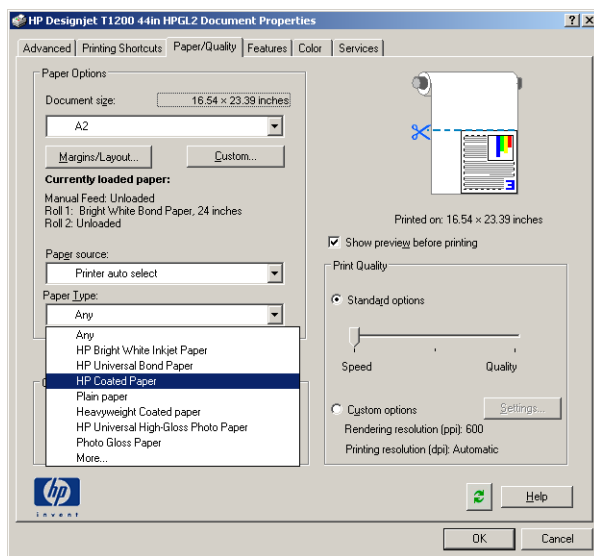 HP Designjet T1200 44in HPGL2 Document Properties
Advanced Printing Shortcuts Paper/Quality Features Color Services
Paper Options
Document size: 16.54 × 23.39 inches
A2
Margins/Layout... Custom...
Currently loaded paper:
Manual Feed: Unloaded
Roll 1: Bright White Bond Paper, 24 inches
Roll 2: Unloaded
Paper source:
Printer auto select
Paper Type:
Any
Any
HP Bright White Inkjet Paper
HP Universal Bond Paper
HP Coated Paper
Plain paper
Heavyweight Coated paper
HP Universal High-Gloss Photo Paper
Photo Gloss Paper
More...
3
Printed on: 16.54 × 23.39 inches
Show preview before printing
Print Quality
Standard options
Speed Quality
Custom options Settings...
Rendering resolution (ppi): 600
Printing resolution (dpi): Automatic
hp
invent
Help
OK Cancel